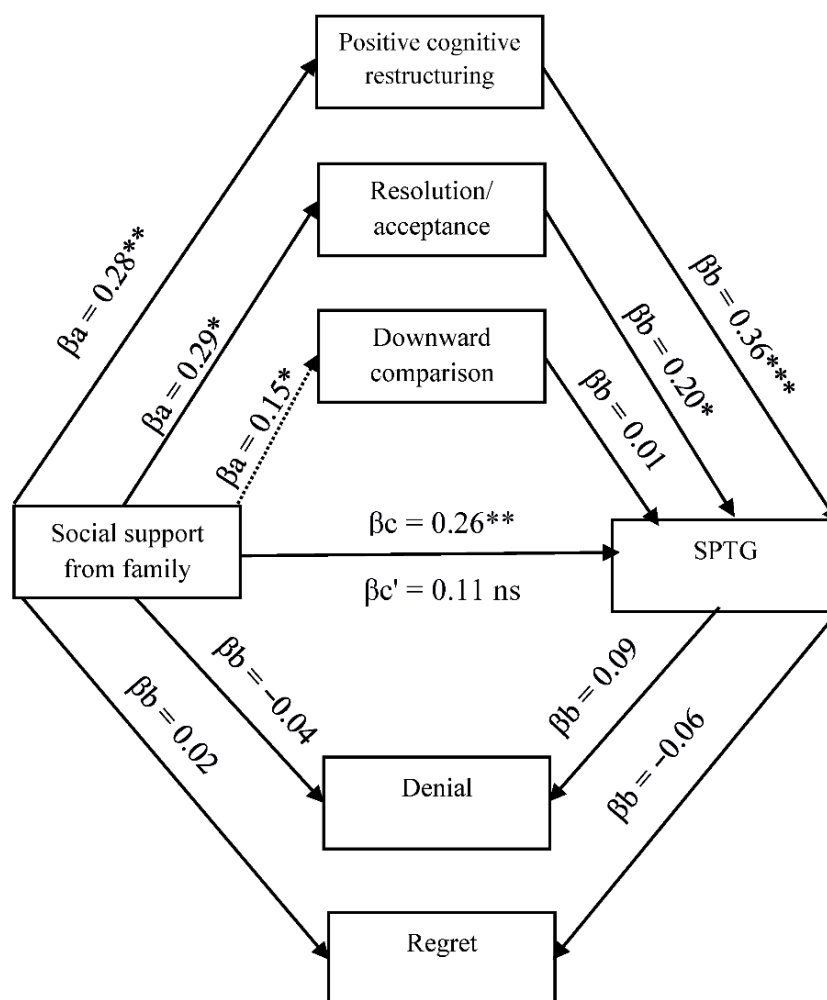 Positive cognitive
restructuring
Resolution/
acceptance
Downward
comparison
βa = 0.28**
βa = 0.29*
βa = 0.15*
βb = 0.36***
βb = 0.20*
βb = 0.01
Social support
from family
βc = 0.26**
βc' = 0.11 ns
SPTG
βb = 0.02
βb = −0.04
βb = 0.09
βb = −0.06
Denial
Regret